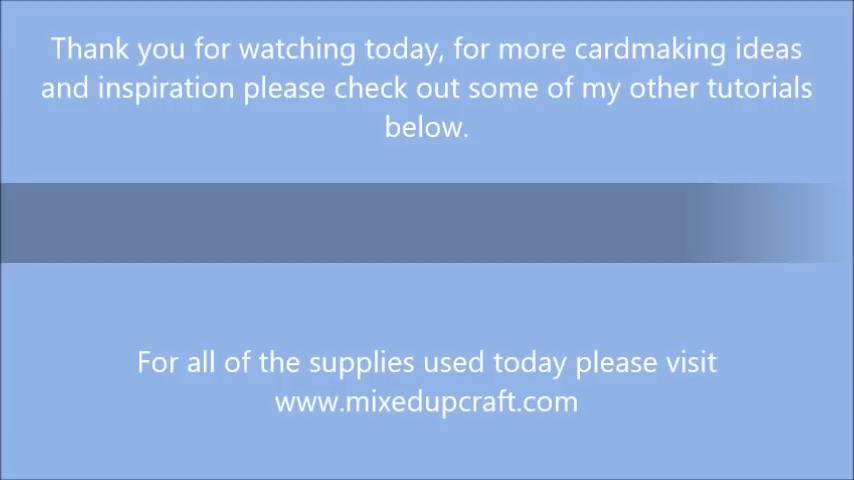 Thank you for watching today, for more cardmaking ideas
and inspiration please check out some of my other tutorials
below.
For all of the supplies used today please visit
www.mixedupcraft.com